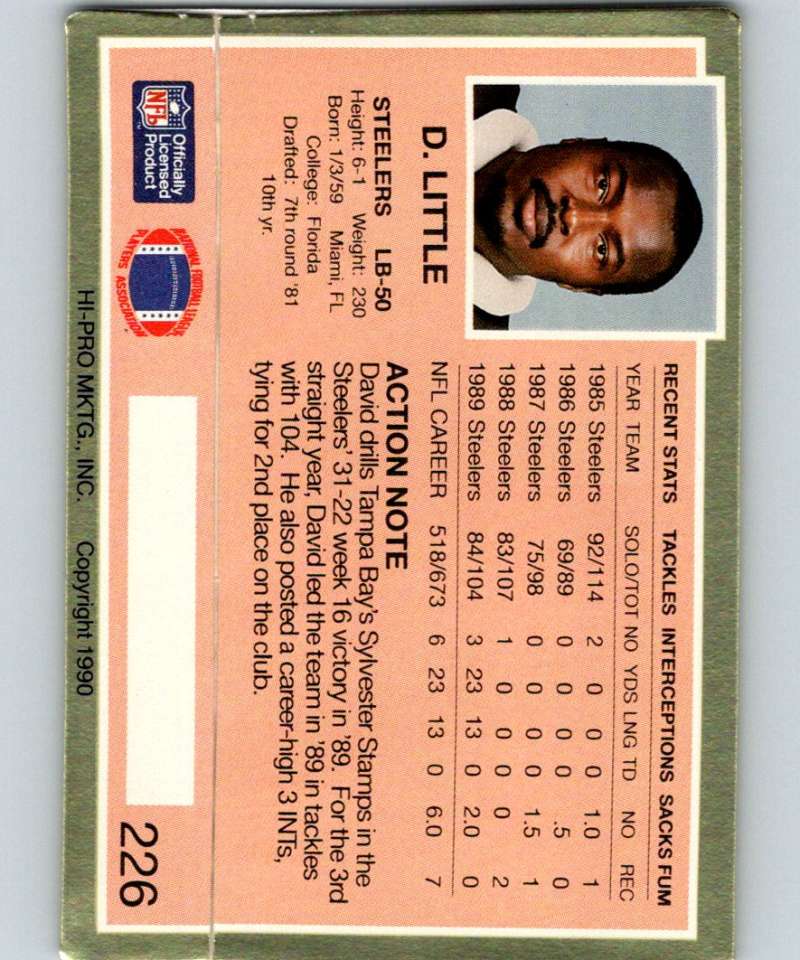 D. LITTLE
STEELERS LB-50
Height: 6-1 Weight: 230
Born: 1/3/59 Miami, FL
College: Florida
Drafted: 7th round '81
10th yr.
NFL
Officially
Licensed
Product
NATIONAL FOOTBALL LEAGUE
PLAYERS ASSOCIATION
RECENT STATS TACKLES INTERCEPTIONS SACKS FUM
YEAR TEAM SOLO/TOT NO YDS LNG TD NO REC
1985 Steelers 92/114 2 0 0 0 1.0 1
1986 Steelers 69/89 0 0 0 0 .5 0
1987 Steelers 75/98 0 0 0 0 1.5 1
1988 Steelers 83/107 1 0 0 0 0 2
1989 Steelers 84/104 3 23 13 0 2.0 0
NFL CAREER 518/673 6 23 13 0 6.0 7
ACTION NOTE
David drills Tampa Bay's Sylvester Stamps in the
Steelers' 31-22 week 16 victory in '89. For the 3rd
straight year, David led the team in '89 in tackles
with 104. He also posted a career-high 3 INTs,
tying for 2nd place on the club.
226
HI-PRO MKTG., INC. Copyright 1990